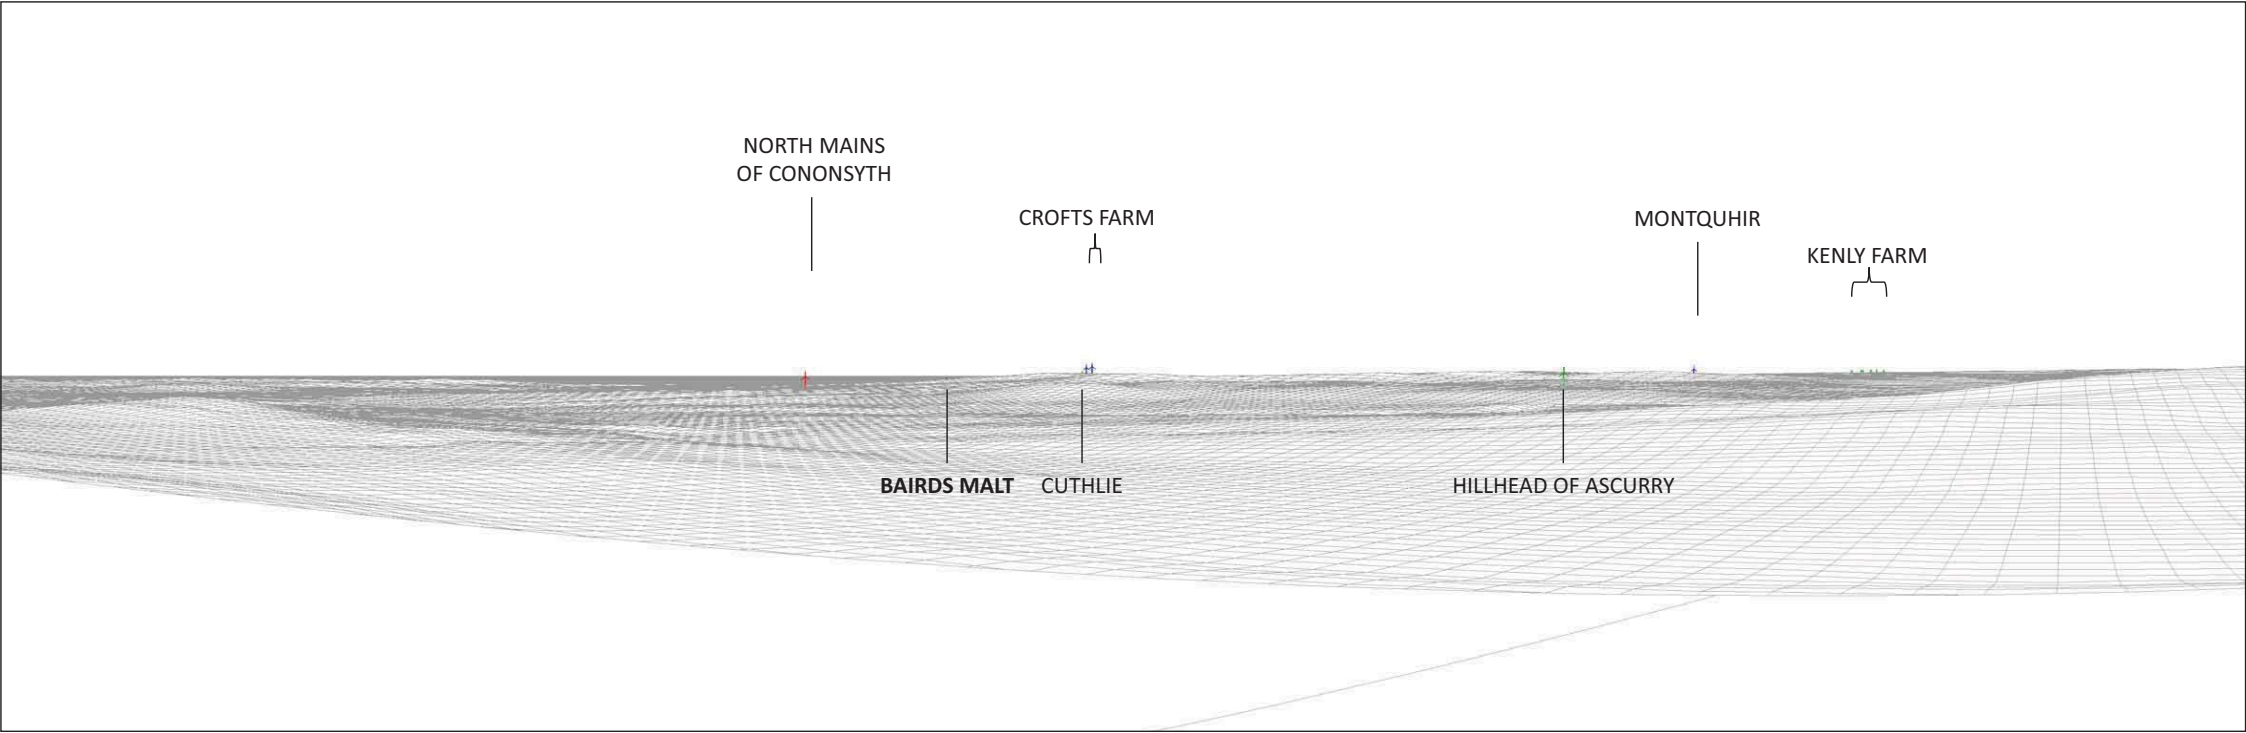 NORTH MAINS
OF CONONSYTH
CROFTS FARM
MONTQUHIR
KENLY FARM
BAIRDS MALT
CUTHLIE
HILLHEAD OF ASCURRY